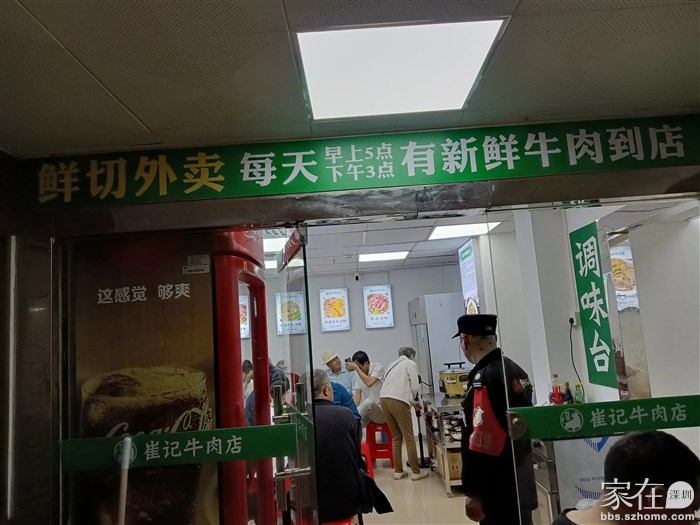 鲜切外卖 每天 早上5点 下午3点 有新鲜牛肉到店
这感觉 够爽
调味台
崔记牛肉店
崔记牛肉店
家在 深圳
bbs.szhome.com